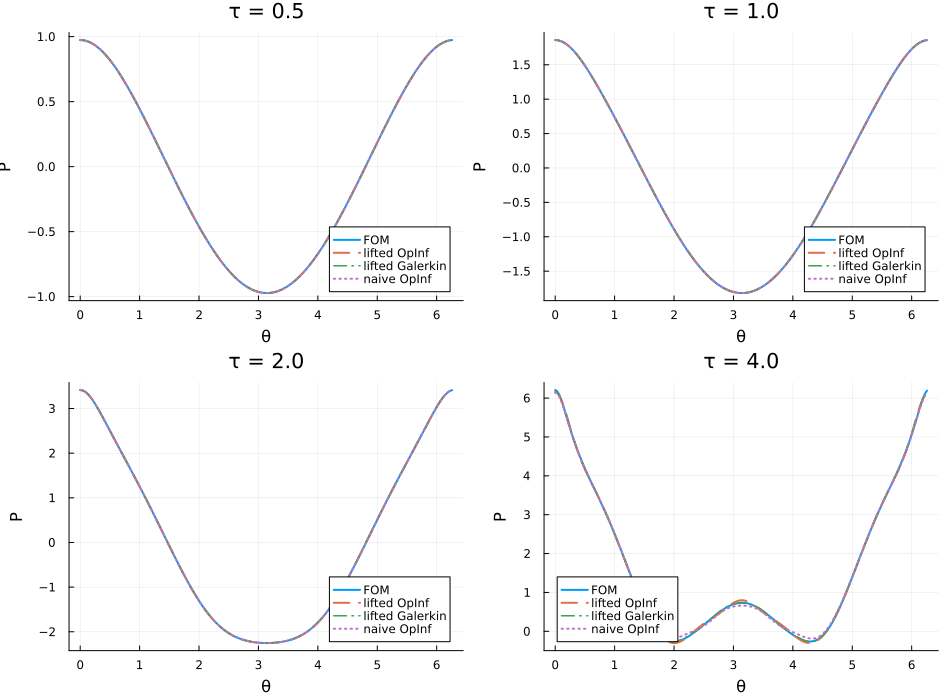 τ = 0.5
P
1.0
0.5
0.0
−0.5
−1.0
FOM
lifted OpInf
lifted Galerkin
naive OpInf
0 1 2 3 4 5 6
θ
τ = 1.0
P
1.5
1.0
0.5
0.0
−0.5
−1.0
−1.5
FOM
lifted OpInf
lifted Galerkin
naive OpInf
0 1 2 3 4 5 6
θ
τ = 2.0
P
3
2
1
0
−1
−2
FOM
lifted OpInf
lifted Galerkin
naive OpInf
0 1 2 3 4 5 6
θ
τ = 4.0
P
6
5
4
3
2
1
0
FOM
lifted OpInf
lifted Galerkin
naive OpInf
0 1 2 3 4 5 6
θ